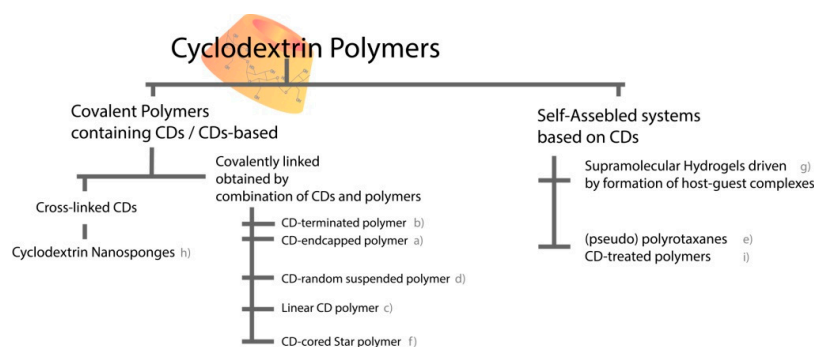 Cyclodextrin Polymers
Covalent Polymers
containing CDs / CDs-based
Cross-linked CDs
Cyclodextrin Nanosponges h)
Covalently linked
obtained by
combination of CDs and polymers
CD-terminated polymer b)
CD-endcapped polymer a)
CD-random suspended polymer d)
Linear CD polymer c)
CD-cored Star polymer f)
Self-Assebled systems
based on CDs
Supramolecular Hydrogels driven g)
by formation of host-guest complexes
(pseudo) polyrotaxanes e)
CD-treated polymers i)